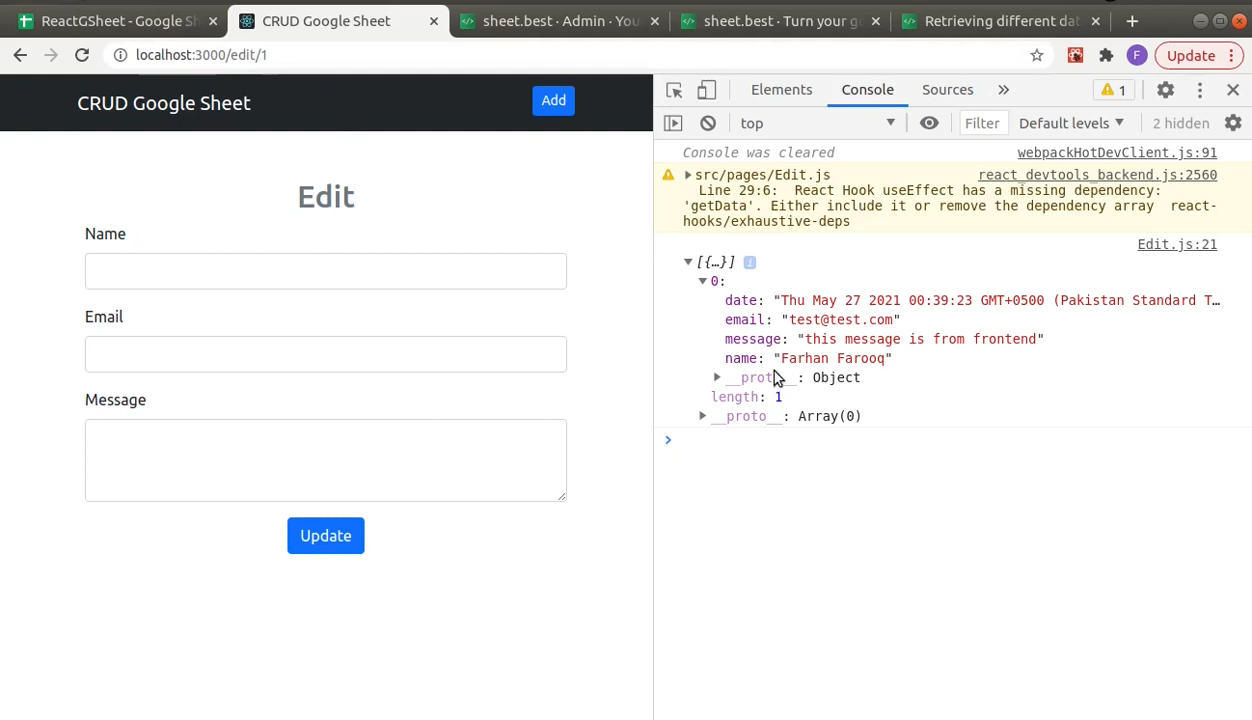 ReactGSheet - Google Sh
CRUD Google Sheet
sheet.best · Admin - You
sheet.best · Turn your go
Retrieving different dat
localhost:3000/edit/1
F
Update
CRUD Google Sheet
Add
Edit
Name
Email
Message
Update
Elements
Console
Sources
»
1
top
Filter
Default levels
2 hidden
Console was cleared
webpackHotDevClient.js:91
src/pages/Edit.js
react_devtools_backend.js:2560
Line 29:6: React Hook useEffect has a missing dependency:
'getData'. Either include it or remove the dependency array react-
hooks/exhaustive-deps
Edit.js:21
[{…}] i
0:
date: "Thu May 27 2021 00:39:23 GMT+0500 (Pakistan Standard T…
email: "test@test.com"
message: "this message is from frontend"
name: "Farhan Farooq"
__proto__: Object
length: 1
__proto__: Array(0)